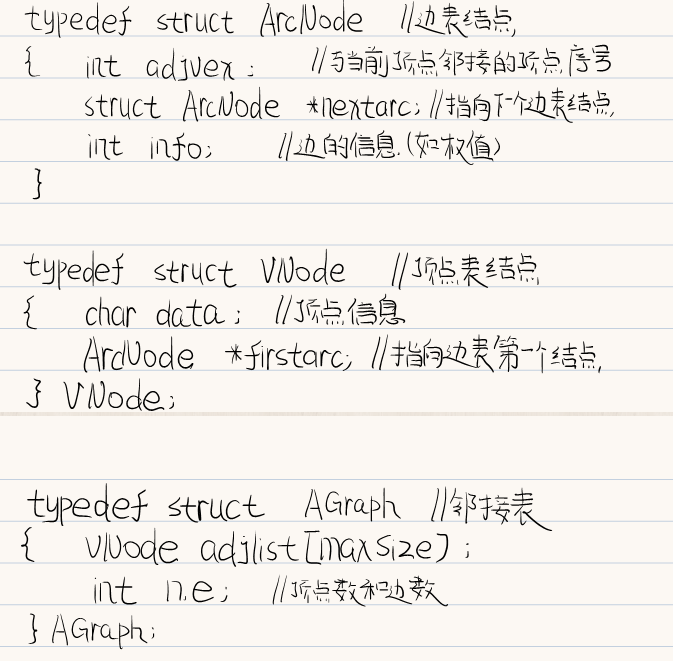 typedef struct ArcNode //边表结点
{ int adjvex; //与当前顶点邻接的顶点序号
struct ArcNode *nextarc; //指向下个边表结点
int info; //边的信息(如权值)
}
typedef struct VNode //顶点表结点
{ char data; //顶点信息
ArcNode *firstarc; //指向边表第一个结点
} VNode;
typedef struct AGraph //邻接表
{ VNode adjlist[maxSize];
int n.e; //顶点数和边数
} AGraph;